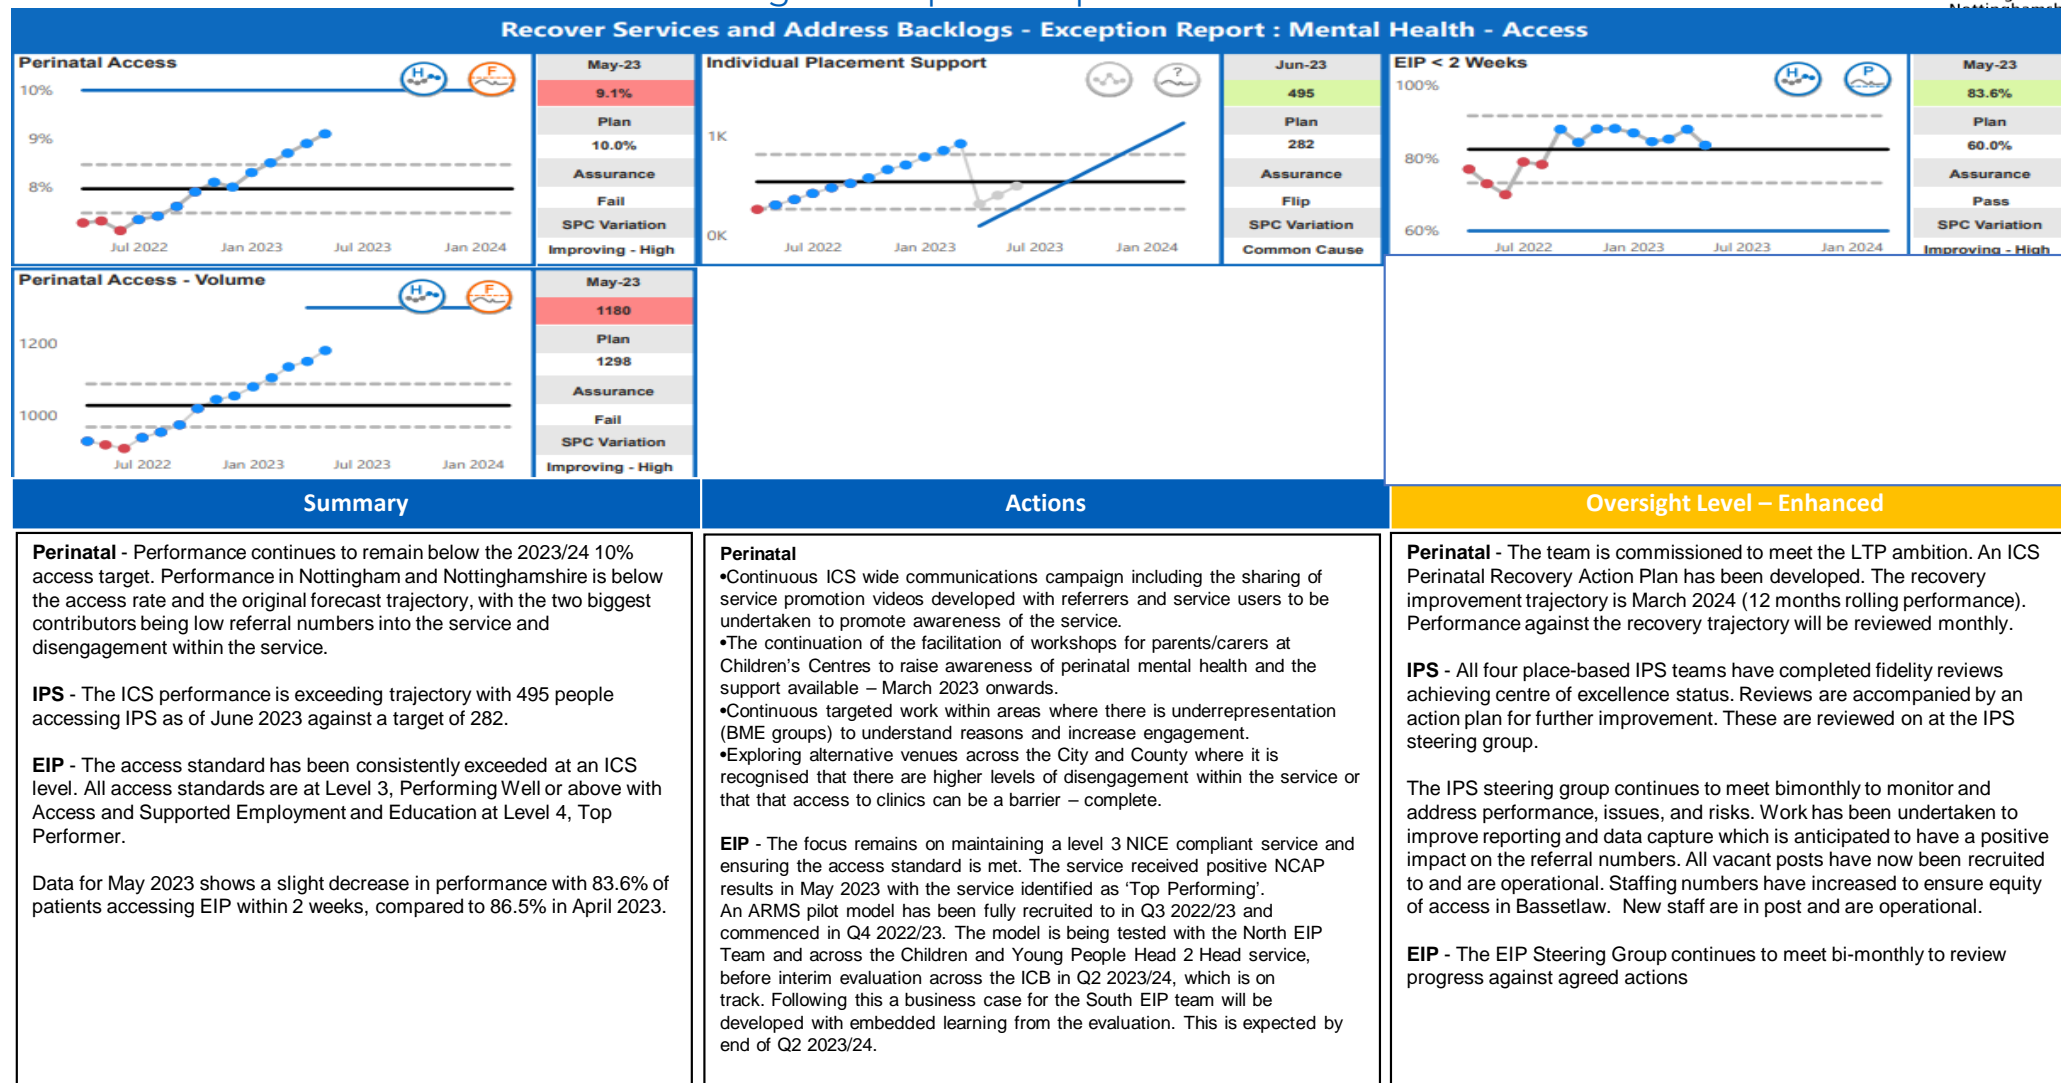 Recover Services and Address Backlogs - Exception Report : Mental Health - Access
Perinatal Access
H
F
10%
9%
8%
Jul 2022
Jan 2023
Jul 2023
Jan 2024
May-23
9.1%
Plan
10.0%
Assurance
Fail
SPC Variation
Improving - High
Individual Placement Support
?
1K
0K
Jul 2022
Jan 2023
Jul 2023
Jan 2024
Jun-23
495
Plan
282
Assurance
Flip
SPC Variation
Common Cause
EIP < 2 Weeks
H
P
100%
80%
60%
Jul 2022
Jan 2023
Jul 2023
Jan 2024
May-23
83.6%
Plan
60.0%
Assurance
Pass
SPC Variation
Improving - High
Perinatal Access - Volume
H
F
1200
1000
Jul 2022
Jan 2023
Jul 2023
Jan 2024
May-23
1180
Plan
1298
Assurance
Fail
SPC Variation
Improving - High
Summary
Perinatal - Performance continues to remain below the 2023/24 10%
access target. Performance in Nottingham and Nottinghamshire is below
the access rate and the original forecast trajectory, with the two biggest
contributors being low referral numbers into the service and
disengagement within the service.
IPS - The ICS performance is exceeding trajectory with 495 people
accessing IPS as of June 2023 against a target of 282.
EIP - The access standard has been consistently exceeded at an ICS
level. All access standards are at Level 3, Performing Well or above with
Access and Supported Employment and Education at Level 4, Top
Performer.
Data for May 2023 shows a slight decrease in performance with 83.6% of
patients accessing EIP within 2 weeks, compared to 86.5% in April 2023.
Actions
Perinatal
•Continuous ICS wide communications campaign including the sharing of
service promotion videos developed with referrers and service users to be
undertaken to promote awareness of the service.
•The continuation of the facilitation of workshops for parents/carers at
Children's Centres to raise awareness of perinatal mental health and the
support available – March 2023 onwards.
•Continuous targeted work within areas where there is underrepresentation
(BME groups) to understand reasons and increase engagement.
•Exploring alternative venues across the City and County where it is
recognised that there are higher levels of disengagement within the service or
that that access to clinics can be a barrier – complete.
EIP - The focus remains on maintaining a level 3 NICE compliant service and
ensuring the access standard is met. The service received positive NCAP
results in May 2023 with the service identified as 'Top Performing'.
An ARMS pilot model has been fully recruited to in Q3 2022/23 and
commenced in Q4 2022/23. The model is being tested with the North EIP
Team and across the Children and Young People Head 2 Head service,
before interim evaluation across the ICB in Q2 2023/24, which is on
track. Following this a business case for the South EIP team will be
developed with embedded learning from the evaluation. This is expected by
end of Q2 2023/24.
Oversight Level – Enhanced
Perinatal - The team is commissioned to meet the LTP ambition. An ICS
Perinatal Recovery Action Plan has been developed. The recovery
improvement trajectory is March 2024 (12 months rolling performance).
Performance against the recovery trajectory will be reviewed monthly.
IPS - All four place-based IPS teams have completed fidelity reviews
achieving centre of excellence status. Reviews are accompanied by an
action plan for further improvement. These are reviewed on at the IPS
steering group.
The IPS steering group continues to meet bimonthly to monitor and
address performance, issues, and risks. Work has been undertaken to
improve reporting and data capture which is anticipated to have a positive
impact on the referral numbers. All vacant posts have now been recruited
to and are operational. Staffing numbers have increased to ensure equity
of access in Bassetlaw. New staff are in post and are operational.
EIP - The EIP Steering Group continues to meet bi-monthly to review
progress against agreed actions